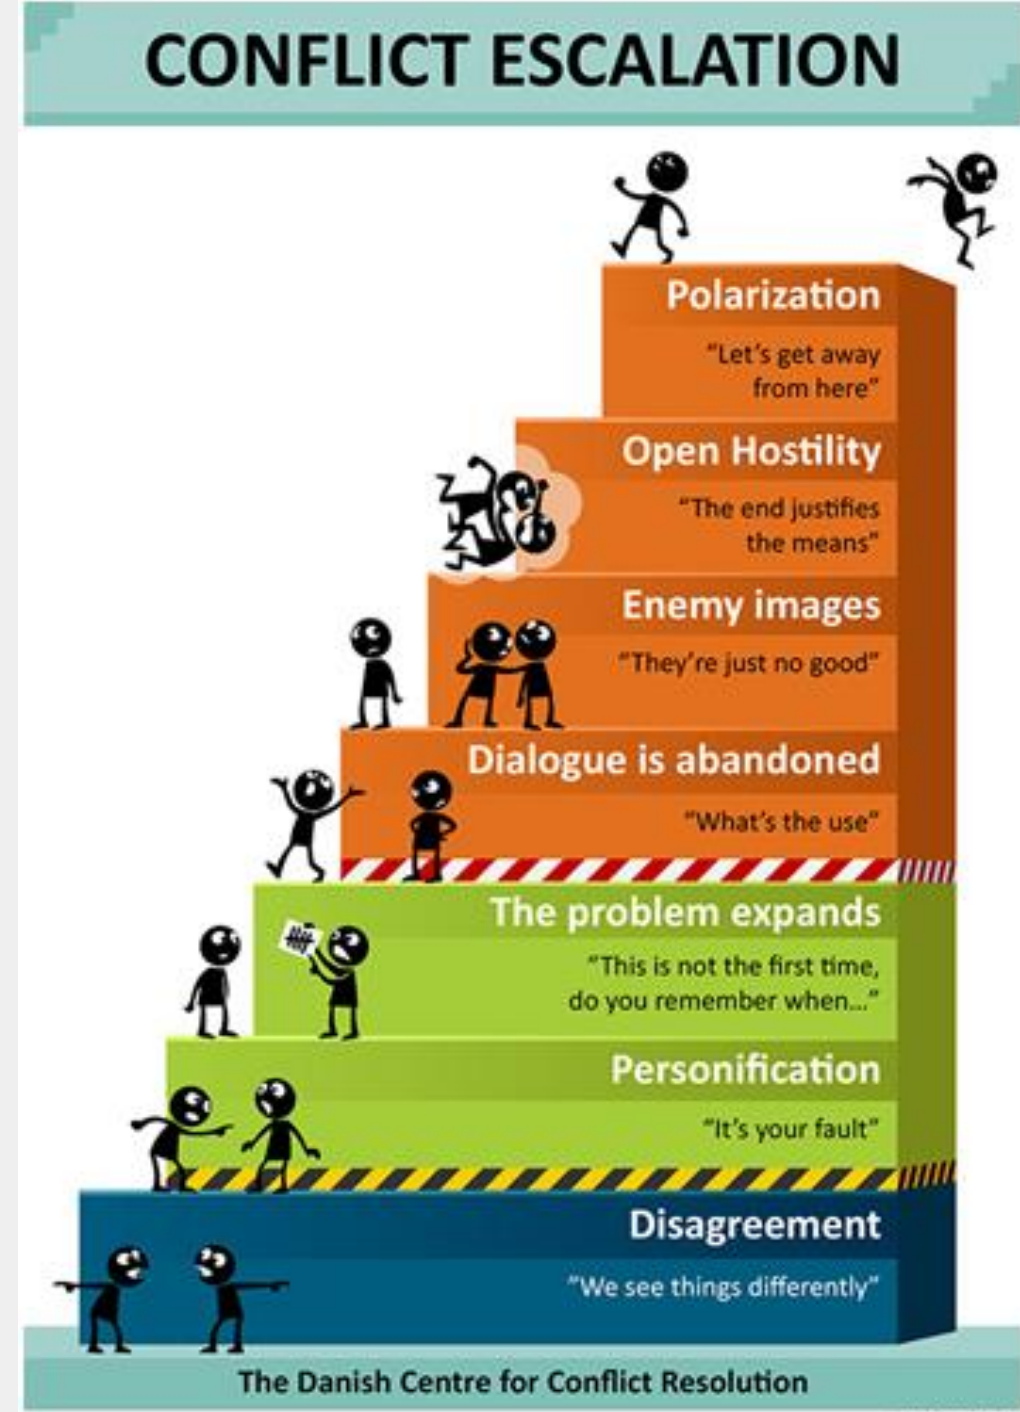 CONFLICT ESCALATION
Polarization
“Let’s get away
from here”
Open Hostility
“The end justifies
the means”
Enemy images
“They’re just no good”
Dialogue is abandoned
“What’s the use”
The problem expands
“This is not the first time,
do you remember when...”
Personification
“It’s your fault”
Disagreement
“We see things differently”
The Danish Centre for Conflict Resolution